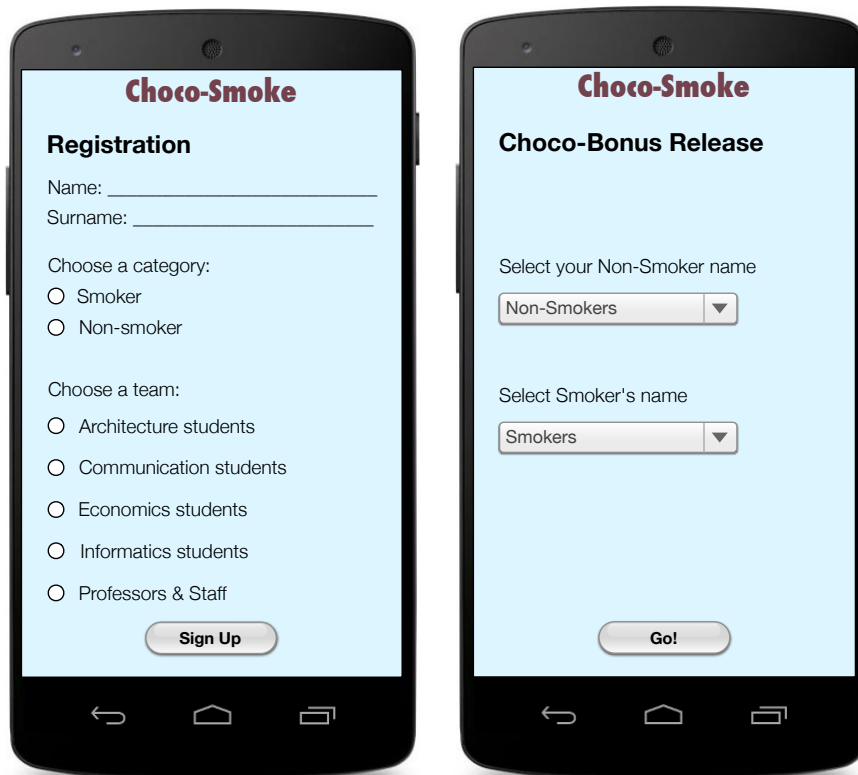 Choco-Smoke
Registration
Name: ______________________________
Surname: ___________________________
Choose a category:
Smoker
Non-smoker
Choose a team:
Architecture students
Communication students
Economics students
Informatics students
Professors & Staff
Sign Up
Choco-Smoke
Choco-Bonus Release
Select your Non-Smoker name
Non-Smokers
Select Smoker's name
Smokers
Go!